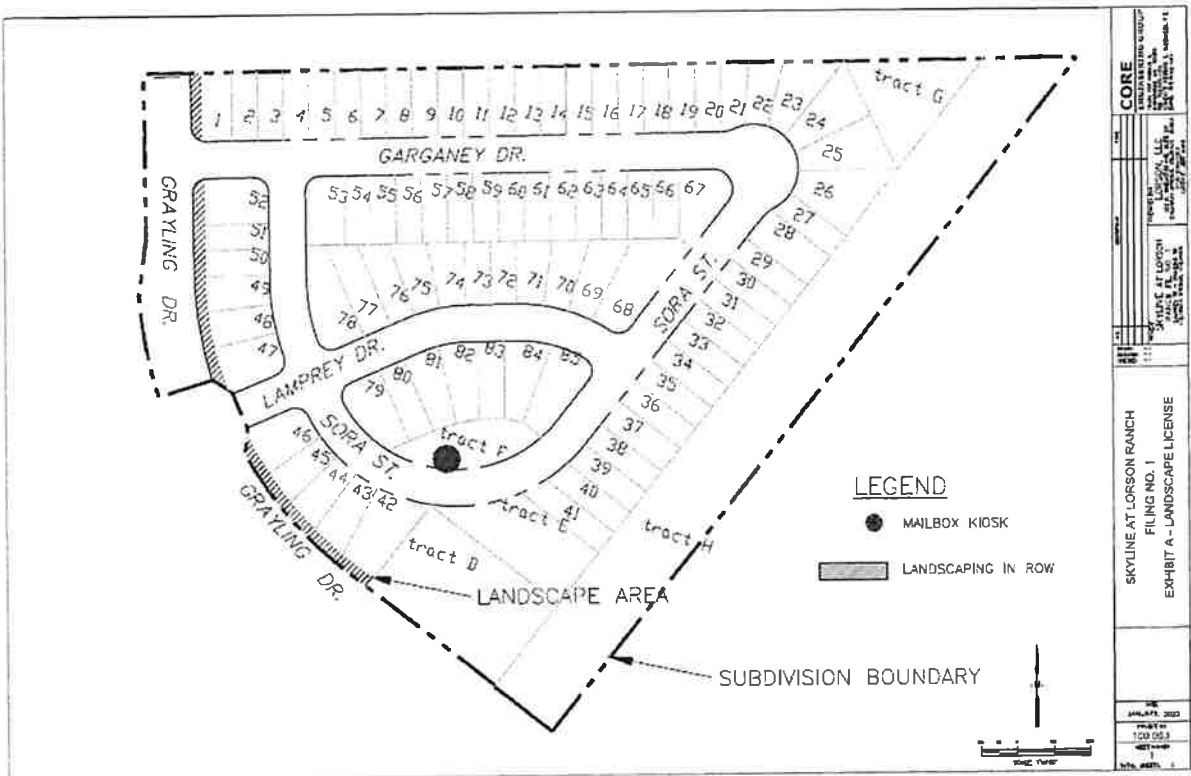 tract G
1 2 3 4 5 6 7 8 9 10 11 12 13 14 15 16 17 18 19 20 21 22 23
24
25
26
27
28
29
30
31
32
33
34
35
36
37
38
39
40
41
GARGANEY DR.
GRAYLING DR.
52
51
50
49
48
47
53 54 55 56 57 58 59 60 61 62 63 64 65 66 67
78 77 76 75 74 73 72 71 70 69 68
SORA ST.
LAMPREY DR.
79 80 81 82 83 84 85
tract F
SORA ST.
46 45 44 43 42
tract E
tract D
tract H
GRAYLING DR.
LANDSCAPE AREA
SUBDIVISION BOUNDARY
LEGEND
MAILBOX KIOSK
LANDSCAPING IN ROW
CORE
ENGINEERING GROUP
SKYLINE AT LORSON RANCH
FILING NO. 1
EXHIBIT A - LANDSCAPE LICENSE